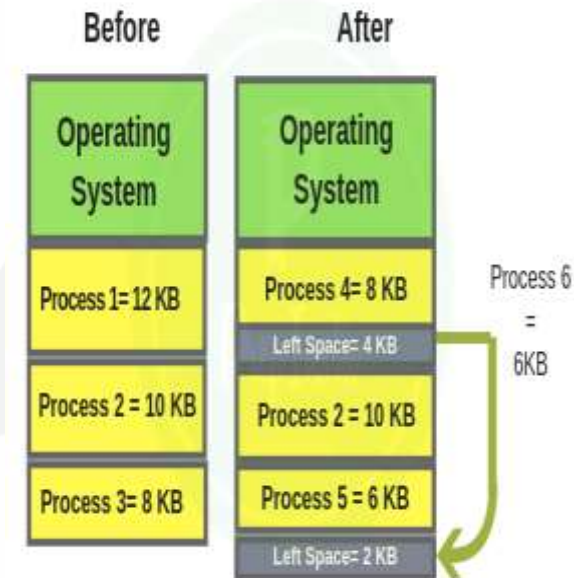 Before
After
Operating
System
Process 1= 12 KB
Process 2 = 10 KB
Process 3= 8 KB
Operating
System
Process 4= 8 KB
Left Space= 4 KB
Process 2 = 10 KB
Process 5 = 6 KB
Left Space= 2 KB
Process 6
=
6KB